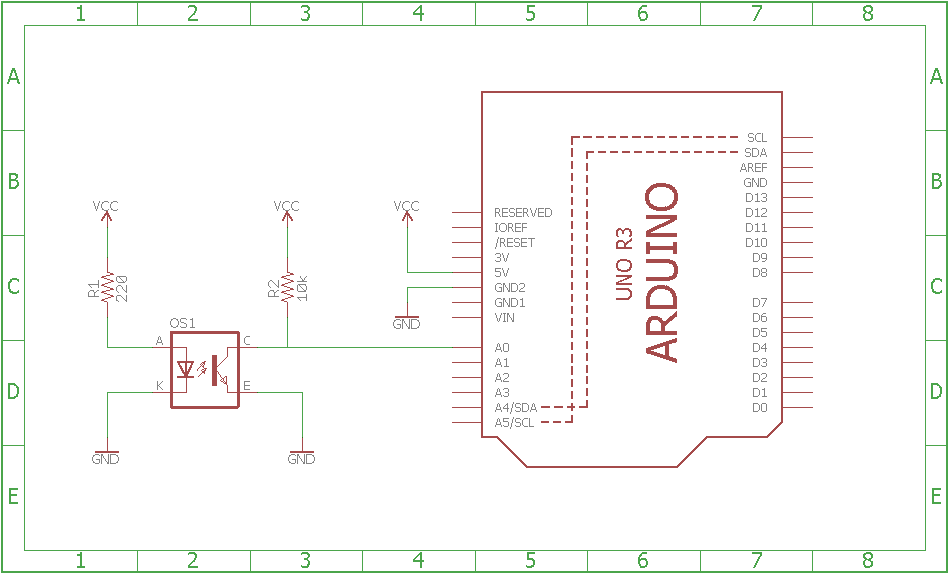 1 2 3 4 5 6 7 8
A A
SCL
SDA
AREF
B B
GND
D13
VCC VCC VCC
RESERVED D12
IOREF D11
/RESET D10
3V D9
5V D8
C C
R1 220
R2 10k
GND2
GND1 D7
VIN D6
GND
UNO R3
ARDUINO
OS1
D5
A C
A0 D4
A1 D3
A2 D2
K E
A3 D1
D D
A4/SDA D0
A5/SCL
GND GND
E E
1 2 3 4 5 6 7 8